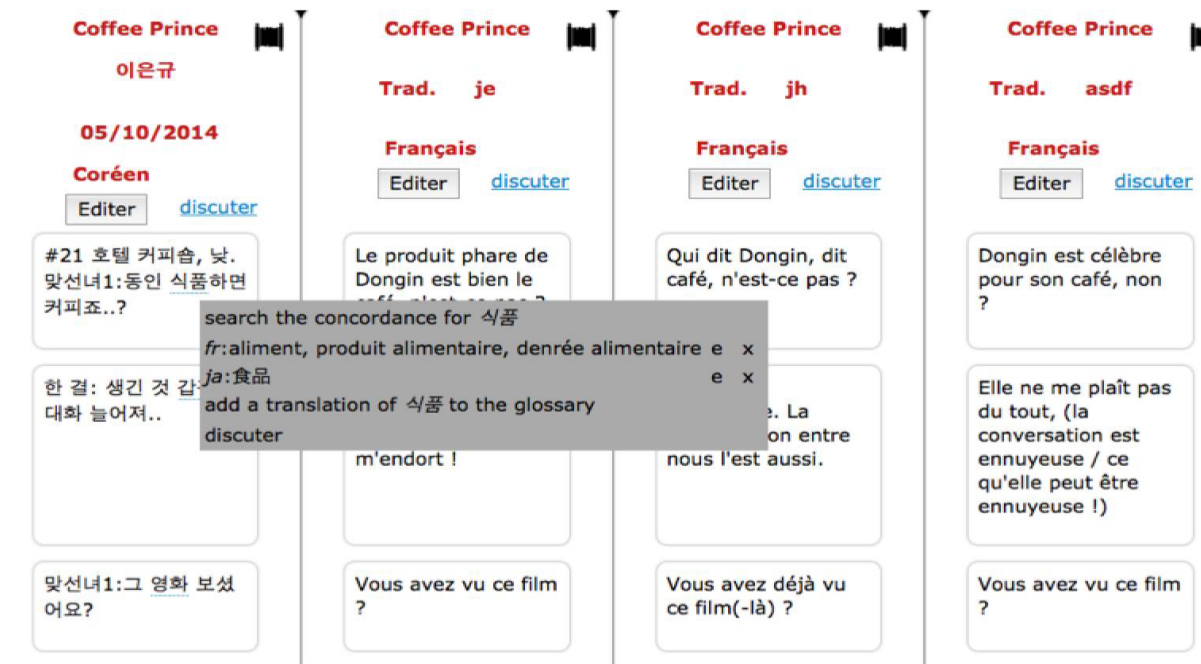 Coffee Prince
이은규
05/10/2014
Coréen
Editer discuter
#21 호텔 커피숍, 낮.
맞선녀1:동인 식품하면
커피죠..?
한 결: 생긴 것
대화 늘어져..
맞선녀1:그 영화 보셨
어요?
Coffee Prince
Trad. je
Français
Editer discuter
Le produit phare de
Dongin est bien le
café, n'est-ce pas ?
m'endort !
Vous avez vu ce film
?
Coffee Prince
Trad. jh
Français
Editer discuter
Qui dit Dongin, dit
café, n'est-ce pas ?
La
entre
nous l'est aussi.
Vous avez déjà vu
ce film(-là) ?
Coffee Prince
Trad. asdf
Français
Editer discuter
Dongin est célèbre
pour son café, non
?
Elle ne me plaît pas
du tout, (la
conversation est
ennuyeuse / ce
qu'elle peut être
ennuyeuse !)
Vous avez vu ce film
?
search the concordance for 식품
fr:aliment, produit alimentaire, denrée alimentaire e x
ja:食品 e x
add a translation of 식품 to the glossary
discuter